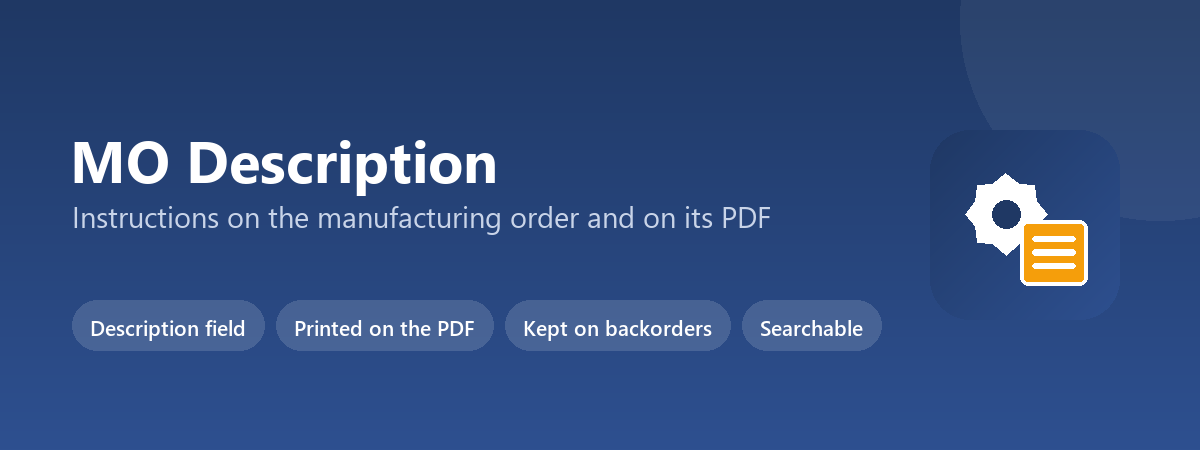 MO Description
Instructions on the manufacturing order and on its PDF
Description field
Printed on the PDF
Kept on backorders
Searchable